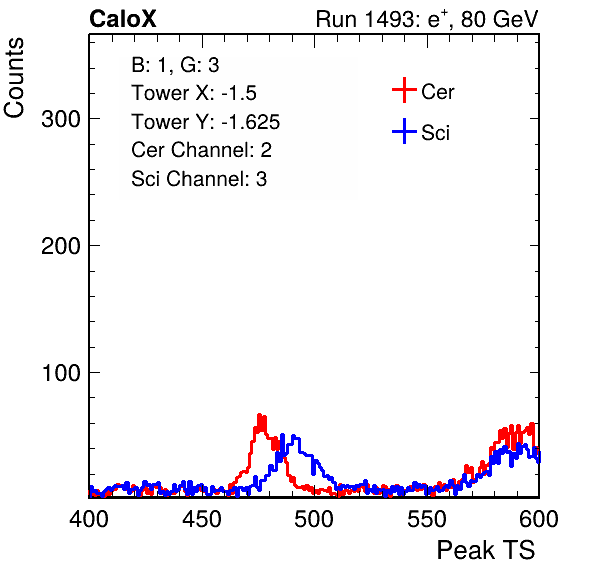 CaloX
Run 1493: e+, 80 GeV
Counts
B: 1, G: 3
Tower X: -1.5
Tower Y: -1.625
Cer Channel: 2
Sci Channel: 3
Cer
Sci
300
200
100
400
450
500
550
600
Peak TS